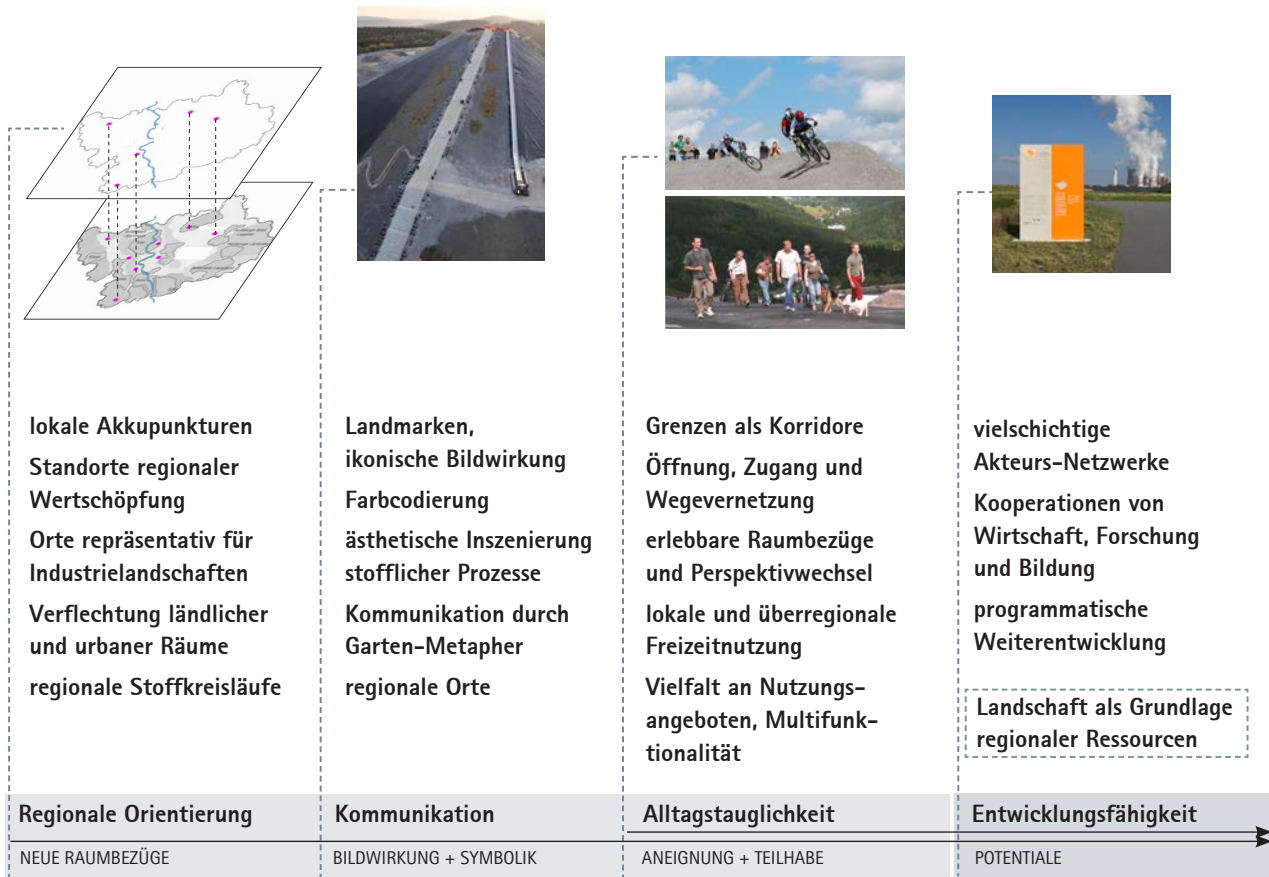 lokale Akkupunkturen
Standorte regionaler
Wertschöpfung
Orte repräsentativ für
Industrielandschaften
Verflechtung ländlicher
und urbaner Räume
regionale Stoffkreisläufe
Landmarken,
ikonische Bildwirkung
Farbcodierung
ästhetische Inszenierung
stofflicher Prozesse
Kommunikation durch
Garten-Metapher
regionale Orte
Grenzen als Korridore
Öffnung, Zugang und
Wegevernetzung
erlebbare Raumbezüge
und Perspektivwechsel
lokale und überregionale
Freizeitnutzung
Vielfalt an Nutzungs-
angeboten, Multifunk-
tionalität
vielschichtige
Akteurs-Netzwerke
Kooperationen von
Wirtschaft, Forschung
und Bildung
programmatische
Weiterentwicklung
Landschaft als Grundlage
regionaler Ressourcen
Regionale Orientierung
Kommunikation
Alltagstauglichkeit
Entwicklungsfähigkeit
NEUE RAUMBEZÜGE
BILDWIRKUNG + SYMBOLIK
ANEIGNUNG + TEILHABE
POTENTIALE